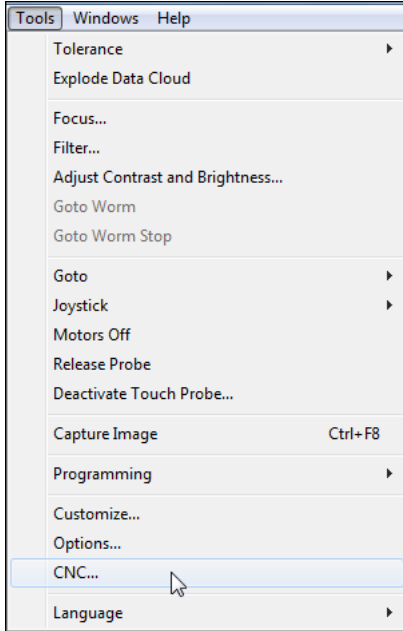 Tools Windows Help
Tolerance
Explode Data Cloud
Focus...
Filter...
Adjust Contrast and Brightness...
Goto Worm
Goto Worm Stop
Goto
Joystick
Motors Off
Release Probe
Deactivate Touch Probe...
Capture Image Ctrl+F8
Programming
Customize...
Options...
CNC...
Language